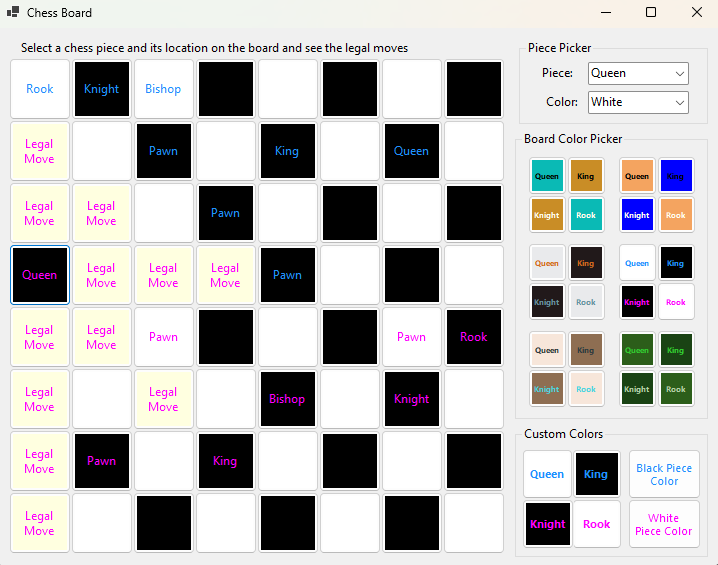 Chess Board
Select a chess piece and its location on the board and see the legal moves
Rook Knight Bishop
Legal
Move
Pawn King Queen
Legal
Move
Legal
Move
Pawn
Queen
Legal
Move
Legal
Move
Legal
Move
Pawn
Legal
Move
Legal
Move
Pawn Pawn Rook
Legal
Move
Legal
Move
Bishop Knight
Legal
Move
Pawn King
Legal
Move
Piece Picker
Piece: Queen
Color: White
Board Color Picker
Queen King Queen King
Knight Rook Knight Rook
Queen King Queen King
Knight Rook Knight Rook
Queen King Queen King
Knight Rook Knight Rook
Custom Colors
Queen King
Black Piece
Color
Knight Rook
White
Piece Color